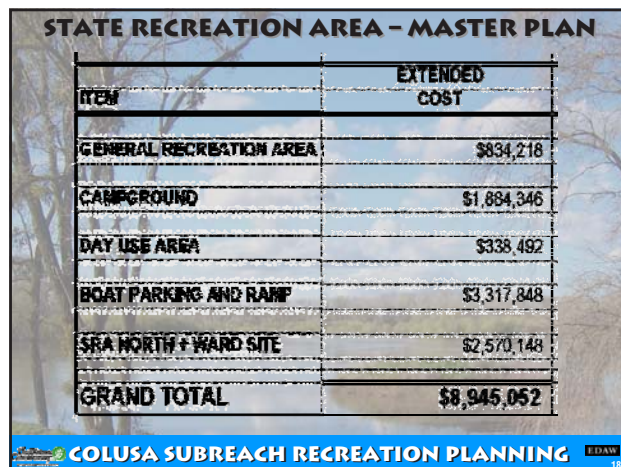 STATE RECREATION AREA – MASTER PLAN
EXTENDED
ITEM COST
GENERAL RECREATION AREA $834,218
CAMPGROUND $1,884,346
DAY USE AREA $338,492
BOAT PARKING AND RAMP $3,317,848
SRA NORTH + WARD SITE $2,570,148
GRAND TOTAL $8,945,052
COLUSA SUBREACH RECREATION PLANNING EDAW
18